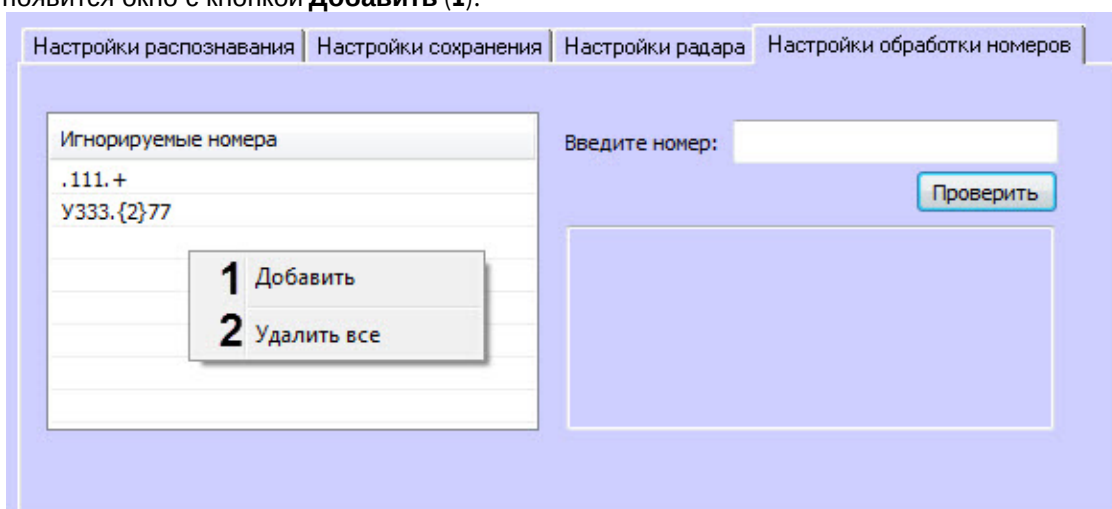 появится окно с кнопкой Добавить (1).
Настройки распознавания Настройки сохранения Настройки радара Настройки обработки номеров
Игнорируемые номера
.111.+
У333.{2}77
1 Добавить
2 Удалить все
Введите номер:
Проверить